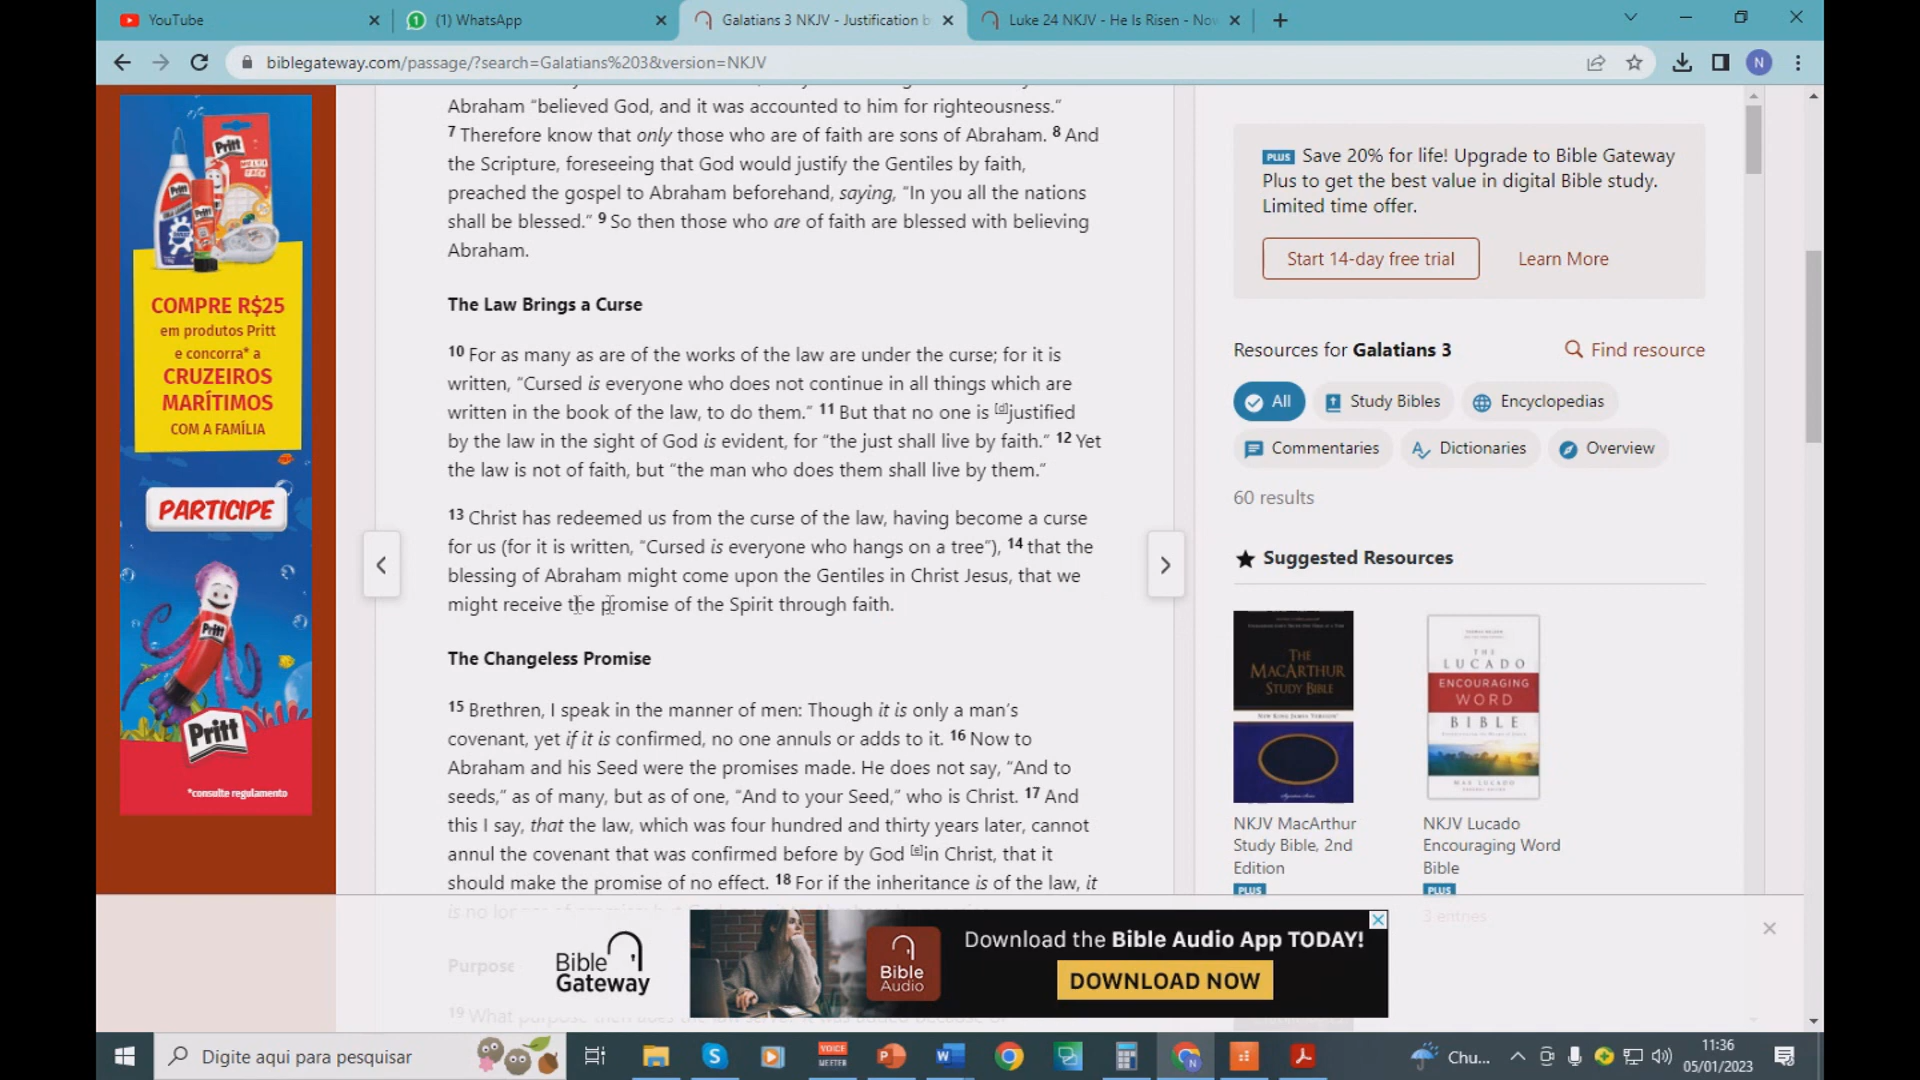 YouTube
(1) WhatsApp
Galatians 3 NKJV - Justification b
Luke 24 NKJV - He Is Risen - Nov
biblegateway.com/passage/?search=Galatians%203&version=NKJV
N
Abraham “believed God, and it was accounted to him for righteousness.”
7 Therefore know that only those who are of faith are sons of Abraham. 8 And
the Scripture, foreseeing that God would justify the Gentiles by faith,
preached the gospel to Abraham beforehand, saying, “In you all the nations
shall be blessed.” 9 So then those who are of faith are blessed with believing
Abraham.
The Law Brings a Curse
10 For as many as are of the works of the law are under the curse; for it is
written, “Cursed is everyone who does not continue in all things which are
written in the book of the law, to do them.” 11 But that no one is [d]justified
by the law in the sight of God is evident, for “the just shall live by faith.” 12 Yet
the law is not of faith, but “the man who does them shall live by them.”
13 Christ has redeemed us from the curse of the law, having become a curse
for us (for it is written, “Cursed is everyone who hangs on a tree”), 14 that the
blessing of Abraham might come upon the Gentiles in Christ Jesus, that we
might receive the promise of the Spirit through faith.
The Changeless Promise
15 Brethren, I speak in the manner of men: Though it is only a man’s
covenant, yet if it is confirmed, no one annuls or adds to it. 16 Now to
Abraham and his Seed were the promises made. He does not say, “And to
seeds,” as of many, but as of one, “And to your Seed,” who is Christ. 17 And
this I say, that the law, which was four hundred and thirty years later, cannot
annul the covenant that was confirmed before by God [e]in Christ, that it
should make the promise of no effect. 18 For if the inheritance is of the law, it
is no
Purpose
19 What purpose then does the law
Pritt
Pritt
Pritt
COMPRE R$25
em produtos Pritt
e concorra* a
CRUZEIROS
MARÍTIMOS
COM A FAMÍLIA
PARTICIPE
Pritt
Pritt
*consulte regulamento
PLUS Save 20% for life! Upgrade to Bible Gateway
Plus to get the best value in digital Bible study.
Limited time offer.
Start 14-day free trial
Learn More
Resources for Galatians 3
Find resource
All
Study Bibles
Encyclopedias
Commentaries
Dictionaries
Overview
60 results
Suggested Resources
THE
MACARTHUR
STUDY BIBLE
NEW KING JAMES VERSION
THE
LUCADO
ENCOURAGING
WORD
BIBLE
MAX LUCADO
NKJV MacArthur
Study Bible, 2nd
Edition
PLUS
NKJV Lucado
Encouraging Word
Bible
PLUS
3 entries
Bible
Gateway
Bible
Audio
Download the Bible Audio App TODAY!
DOWNLOAD NOW
Digite aqui para pesquisar
VOICE
MEETER
N
Chu...
11:36
05/01/2023